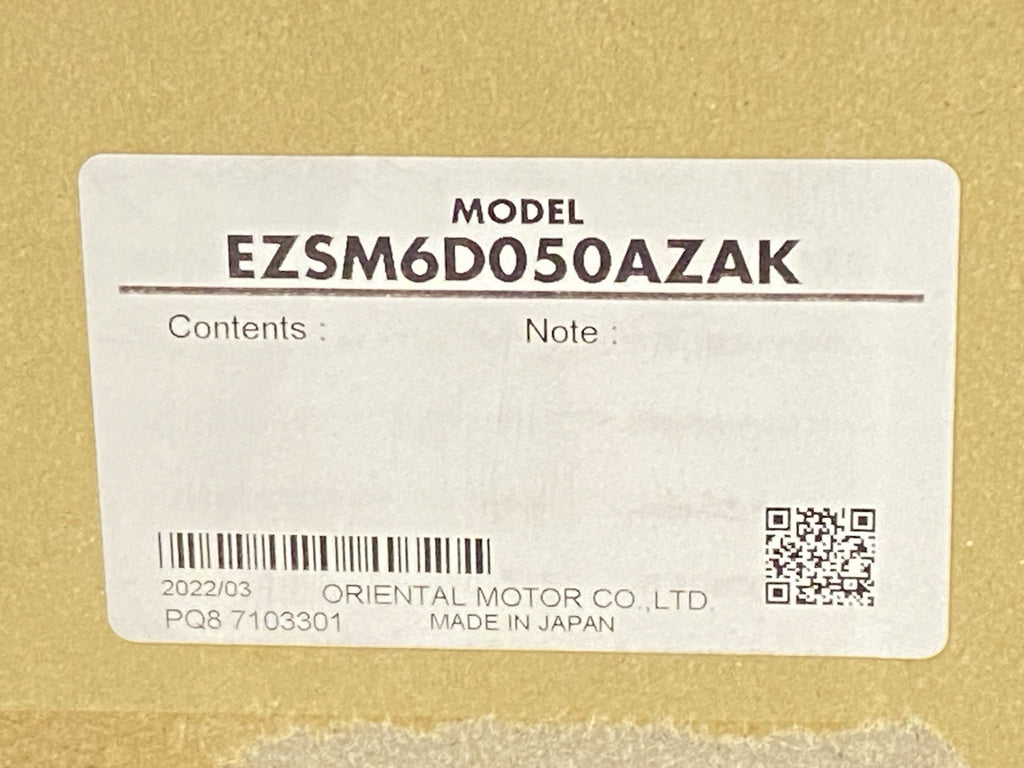 MODEL
EZSM6D050AZAK
Contents :
Note :
2022/03
ORIENTAL MOTOR CO.,LTD.
PQ8 7103301
MADE IN JAPAN